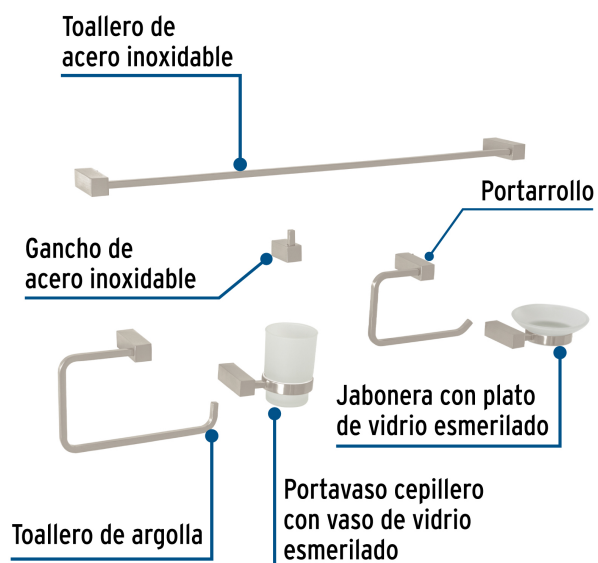 Toallero de
acero inoxidable
Portarrollo
Gancho de
acero inoxidable
Jabonera con plato
de vidrio esmerilado
Portavaso cepillero
con vaso de vidrio
esmerilado
Toallero de argolla